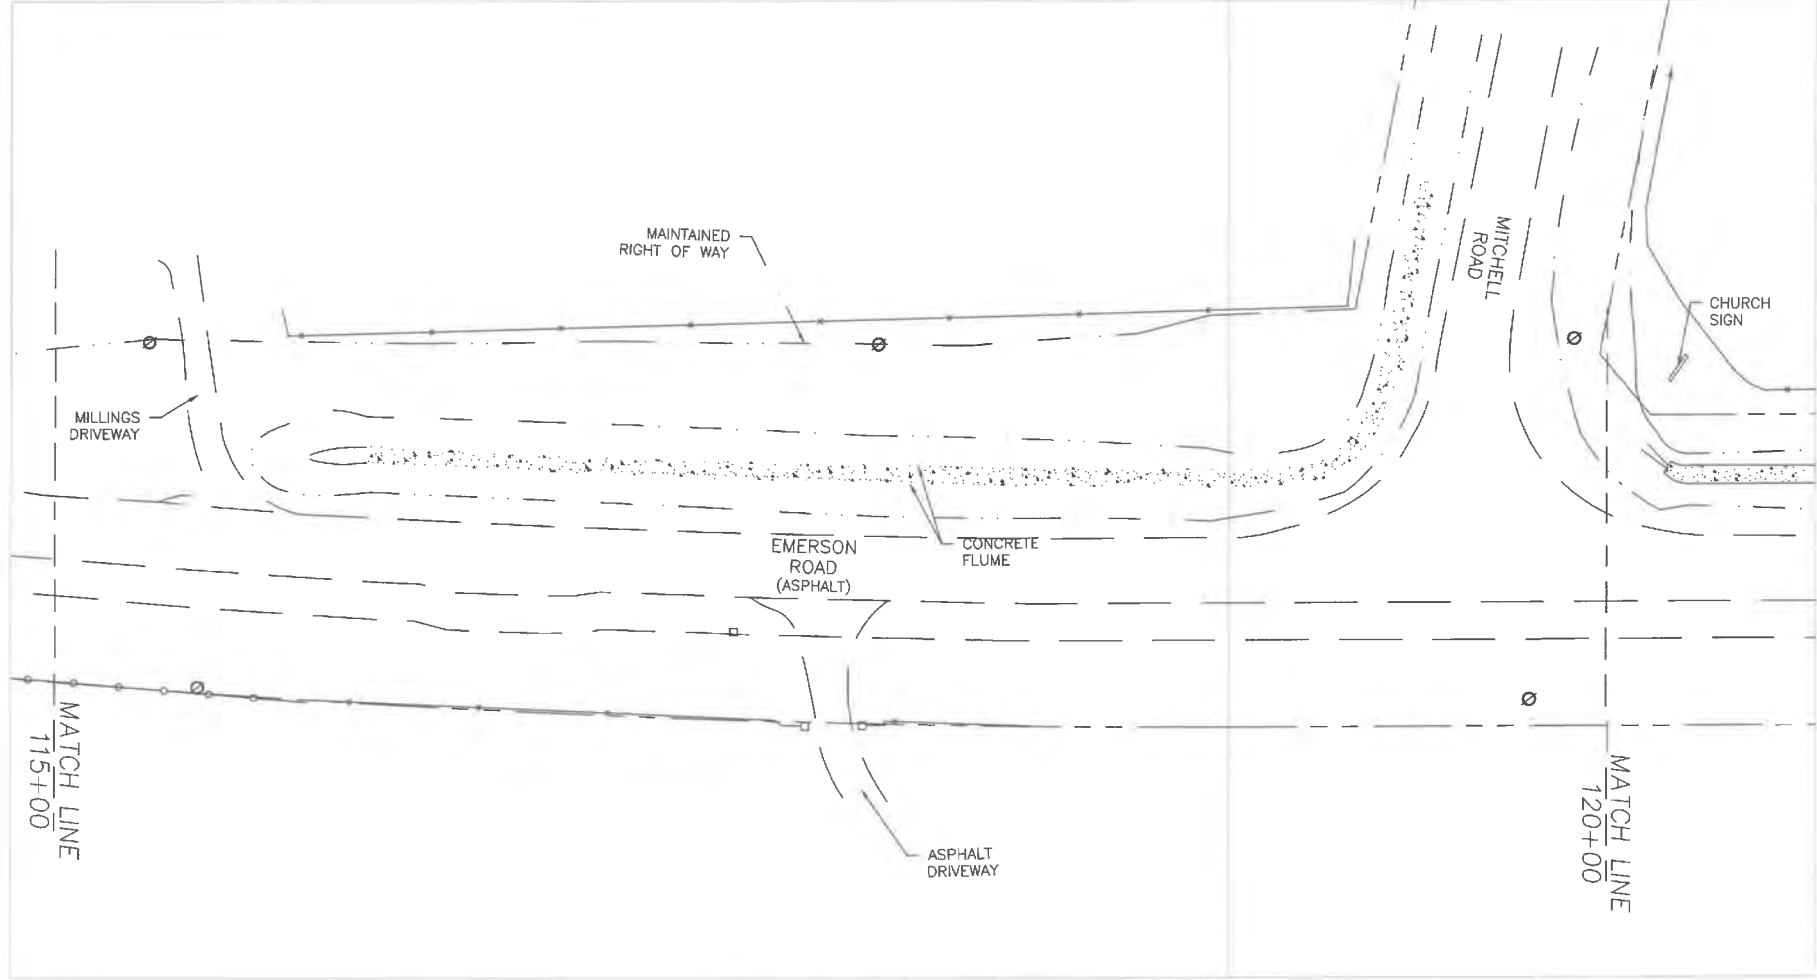 MAINTAINED
RIGHT OF WAY
MITCHELL
ROAD
CHURCH
SIGN
MILLINGS
DRIVEWAY
EMERSON
ROAD
(ASPHALT)
CONCRETE
FLUME
MATCH LINE
115+00
MATCH LINE
120+00
ASPHALT
DRIVEWAY